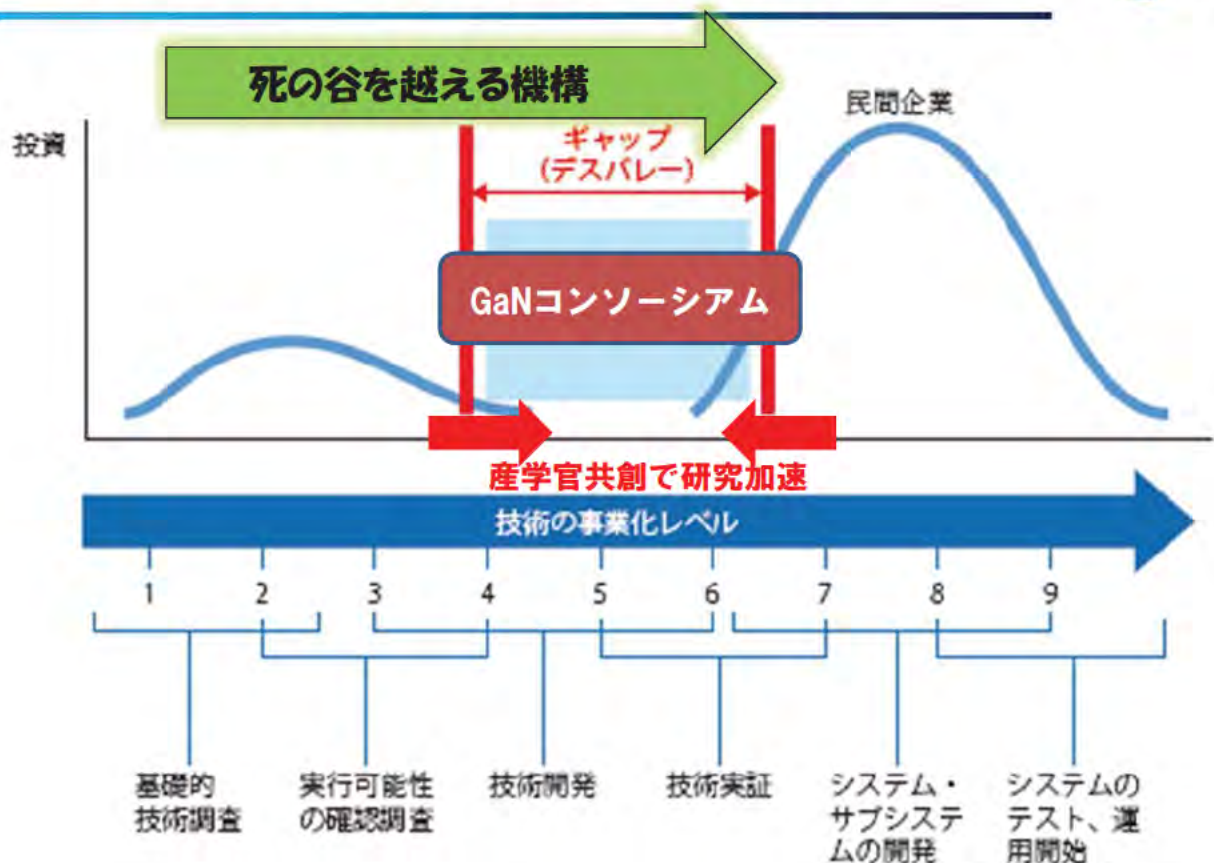 死の谷を越える機構
民間企業
投資
ギャップ
(デスバレー)
GaNコンソーシアム
産学官共創で研究加速
技術の事業化レベル
1 2 3 4 5 6 7 8 9
基礎的
技術調査
実行可能性
の確認調査
技術開発
技術実証
システム・
サブシステ
ムの開発
システムの
テスト、運
用開始